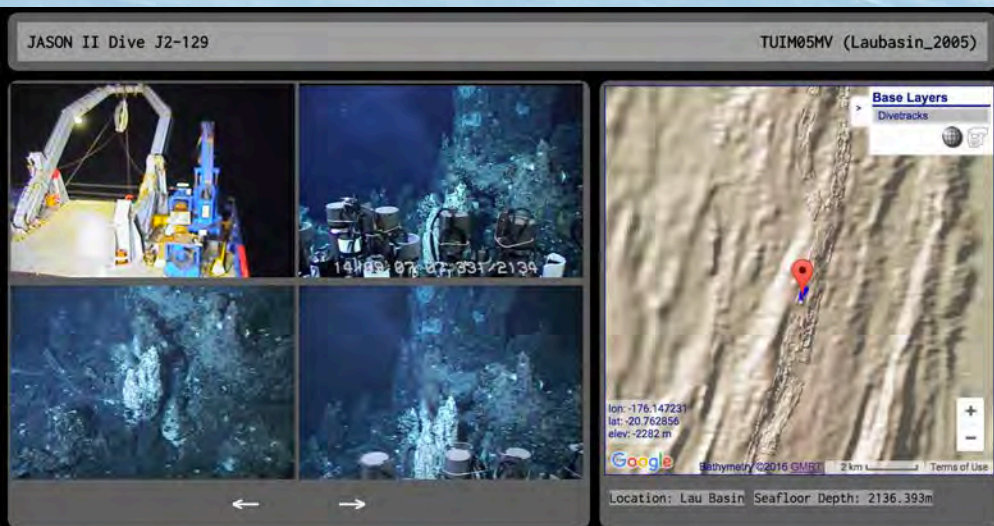 JASON II Dive J2-129
TUIM05MV (Laubasin_2005)
Base Layers
>
Divetracks
lon: -176.147231
lat: -20.762856
elev: -2282 m
+
-
Google
Bathymetry ©2016 GMRT
2 km
Terms of Use
← →
Location: Lau Basin Seafloor Depth: 2136.393m